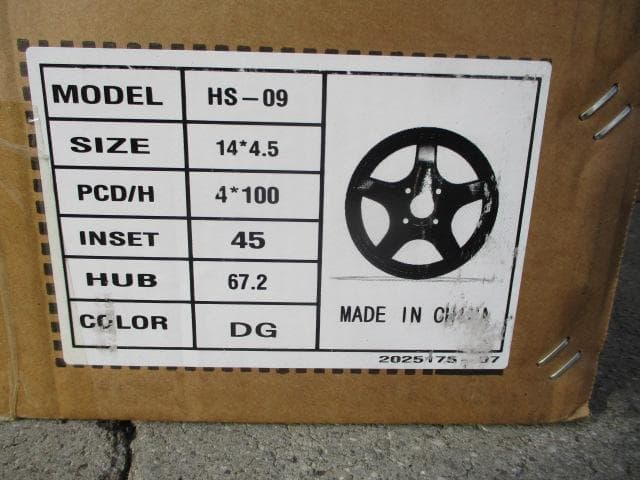 MODEL HS-09
SIZE 14*4.5
PCD/H 4*100
INSET 45
HUB 67.2
COLOR DG
MADE IN